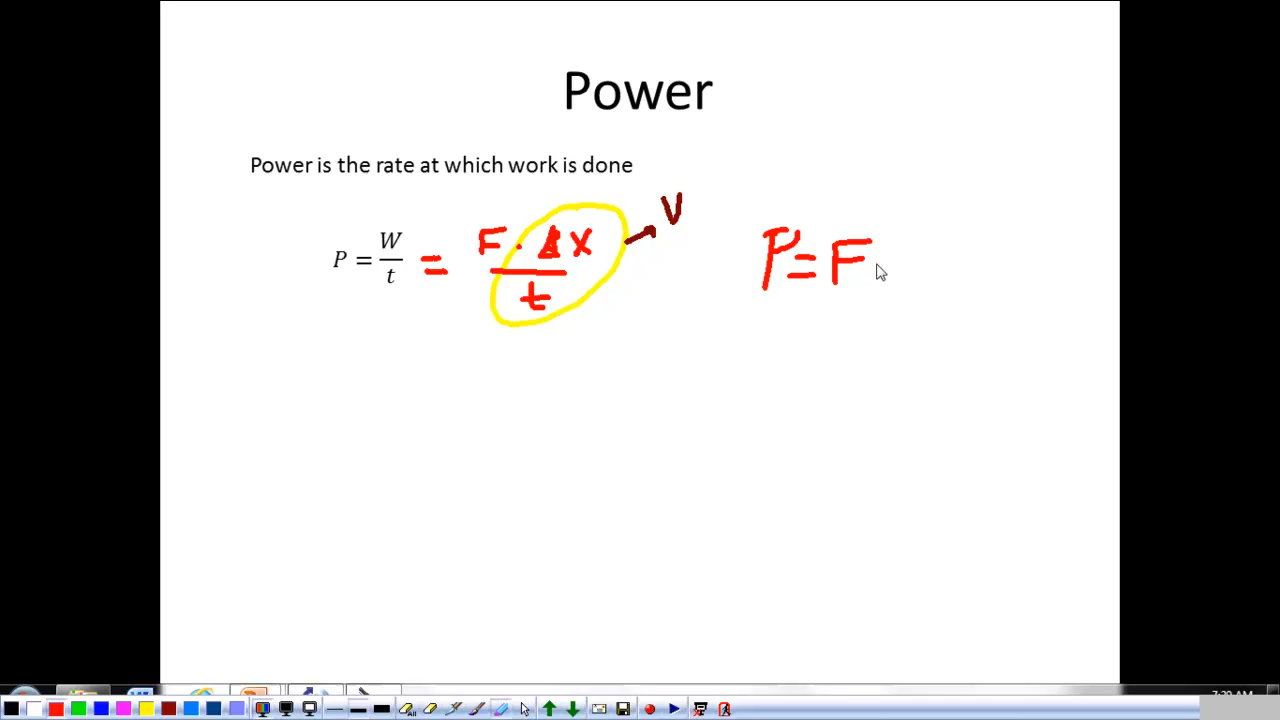 Power
Power is the rate at which work is done
V
P = W/t = F · Δx/t
P = F